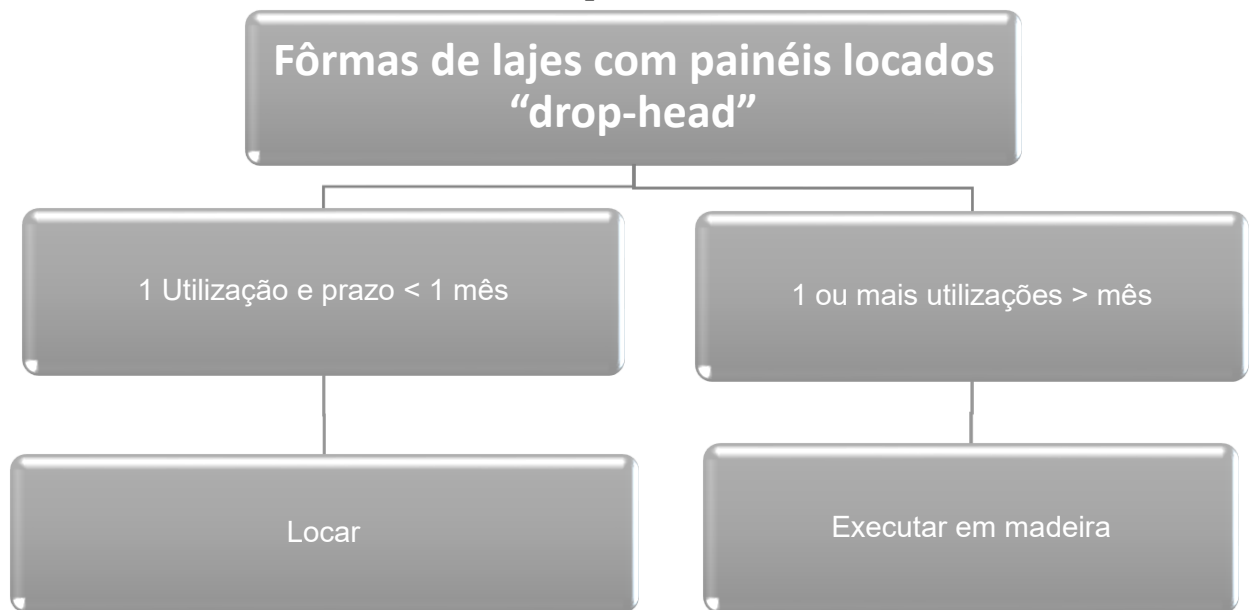 Fôrmas de lajes com painéis locados
“drop-head”
1 Utilização e prazo < 1 mês
1 ou mais utilizações > mês
Locar
Executar em madeira